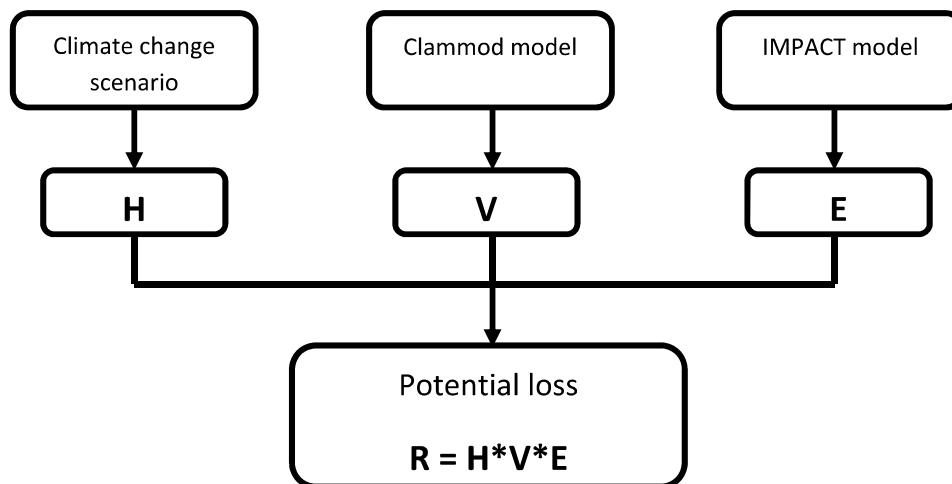 Climate change
scenario
Clammod model
IMPACT model
H
V
E
Potential loss
R = H*V*E